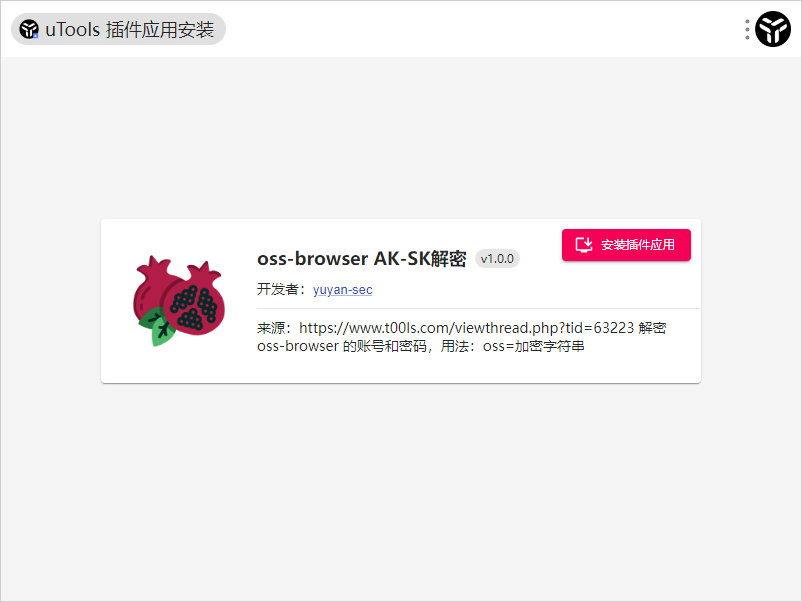 uTools 插件应用安装
安装插件应用
oss-browser AK-SK解密 v1.0.0
开发者：yuyan-sec
来源：https://www.t00ls.com/viewthread.php?tid=63223 解密
oss-browser 的账号和密码，用法：oss=加密字符串